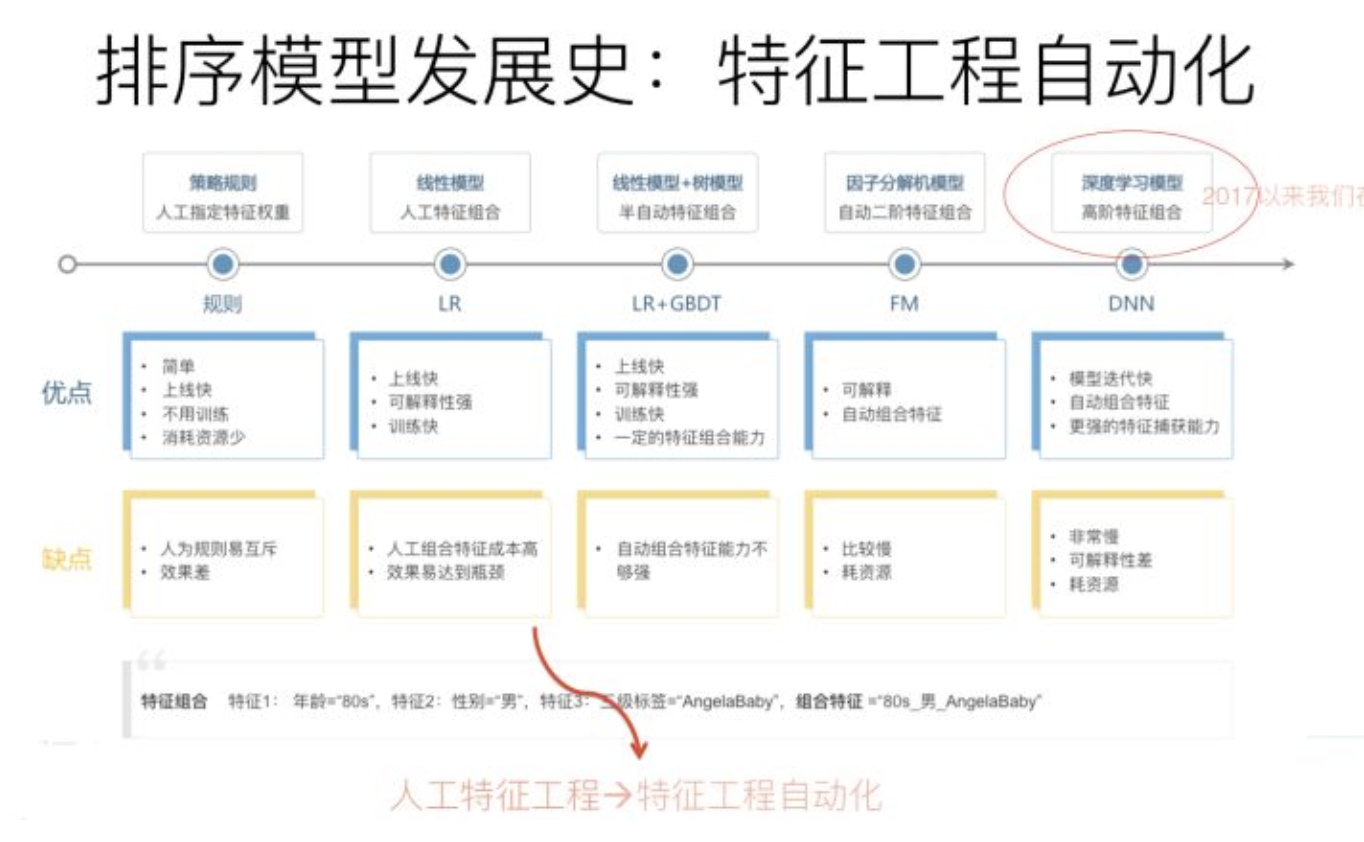 排序模型发展史：特征工程自动化
策略规则
人工指定特征权重
线性模型
人工特征组合
线性模型+树模型
半自动特征组合
因子分解机模型
自动二阶特征组合
深度学习模型
高阶特征组合
2017以来我们在
规则
LR
LR+GBDT
FM
DNN
优点
• 简单
• 上线快
• 不用训练
• 消耗资源少
• 上线快
• 可解释性强
• 训练快
• 上线快
• 可解释性强
• 训练快
• 一定的特征组合能力
• 可解释
• 自动组合特征
• 模型迭代快
• 自动组合特征
• 更强的特征捕获能力
缺点
• 人为规则易互斥
• 效果差
• 人工组合特征成本高
• 效果易达到瓶颈
• 自动组合特征能力不
够强
• 比较慢
• 耗资源
• 非常慢
• 可解释性差
• 耗资源
“
特征组合 特征1： 年龄=“80s”，特征2：性别=“男”，特征3：三级标签=“AngelaBaby”，组合特征 =“80s_男_AngelaBaby”
人工特征工程→特征工程自动化